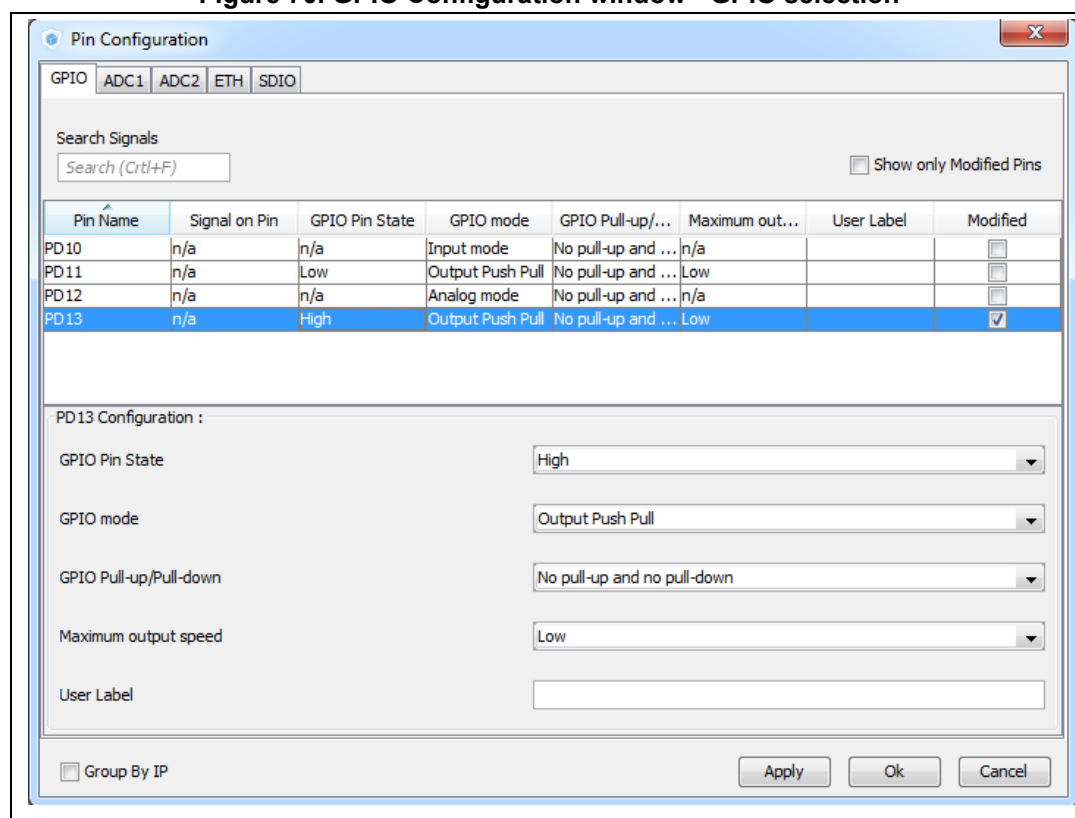 Pin Configuration
GPIO ADC1 ADC2 ETH SDIO
Search Signals
Search (Crtl+F)
Show only Modified Pins
Pin Name Signal on Pin GPIO Pin State GPIO mode GPIO Pull-up/... Maximum out... User Label Modified
PD10 n/a n/a Input mode No pull-up and ... n/a
PD11 n/a Low Output Push Pull No pull-up and ... Low
PD12 n/a n/a Analog mode No pull-up and ... n/a
PD13 n/a High Output Push Pull No pull-up and ... Low
PD13 Configuration :
GPIO Pin State High
GPIO mode Output Push Pull
GPIO Pull-up/Pull-down No pull-up and no pull-down
Maximum output speed Low
User Label
Group By IP
Apply Ok Cancel